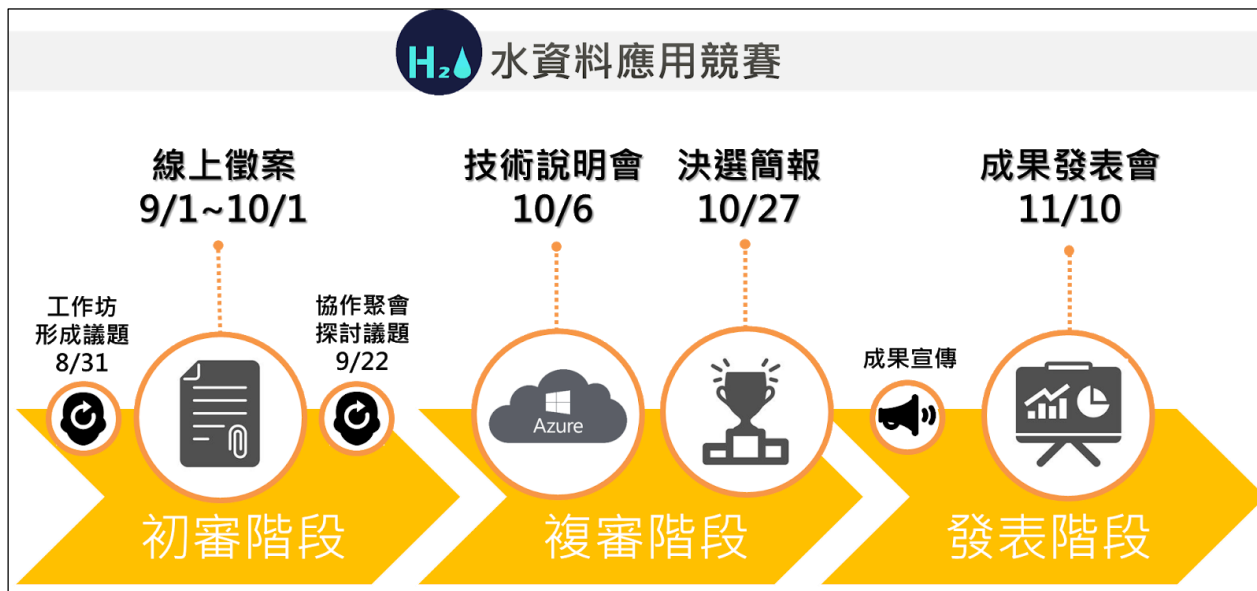 H₂ 水資料應用競賽
線上徵案
9/1~10/1
技術說明會
10/6
決選簡報
10/27
成果發表會
11/10
工作坊
形成議題
8/31
協作聚會
探討議題
9/22
成果宣傳
Azure
初審階段
複審階段
發表階段